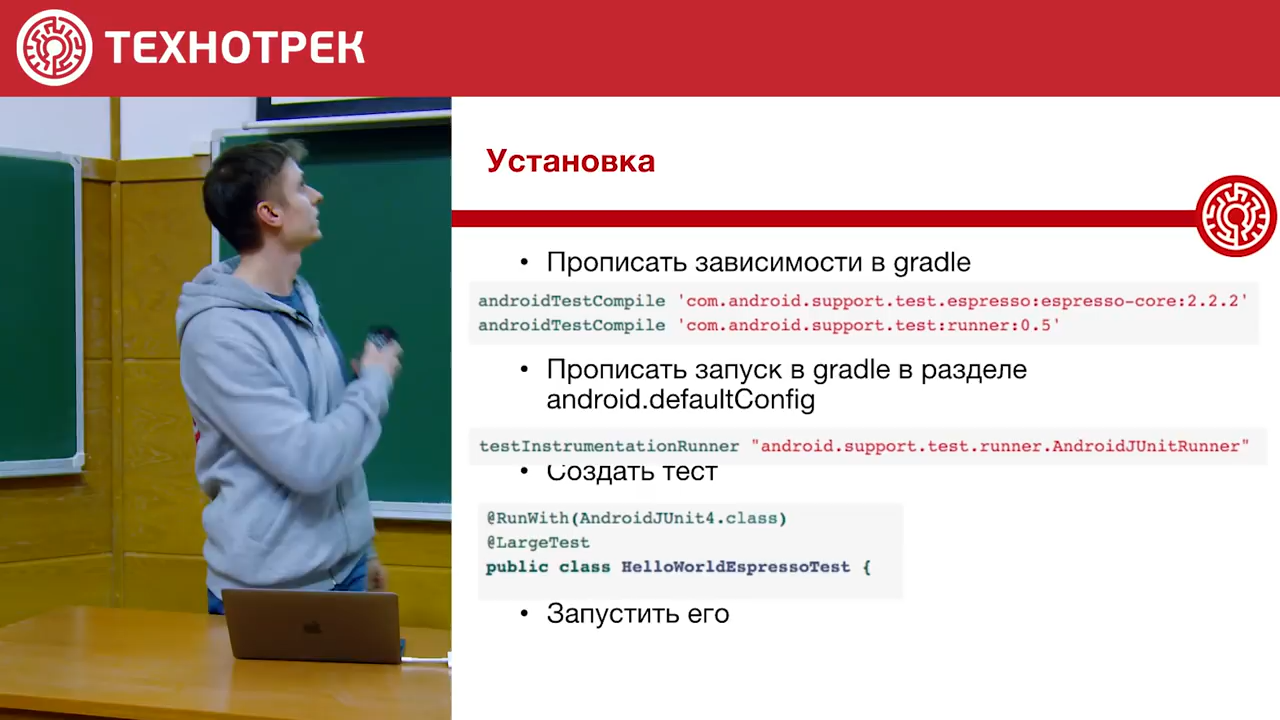 ТЕХНОТРЕК
Установка
• Прописать зависимости в gradle
androidTestCompile 'com.android.support.test.espresso:espresso-core:2.2.2'
androidTestCompile 'com.android.support.test:runner:0.5'
• Прописать запуск в gradle в разделе
android.defaultConfig
testInstrumentationRunner "android.support.test.runner.AndroidJUnitRunner"
• Создать тест
@RunWith(AndroidJUnit4.class)
@LargeTest
public class HelloWorldEspressoTest {
• Запустить его